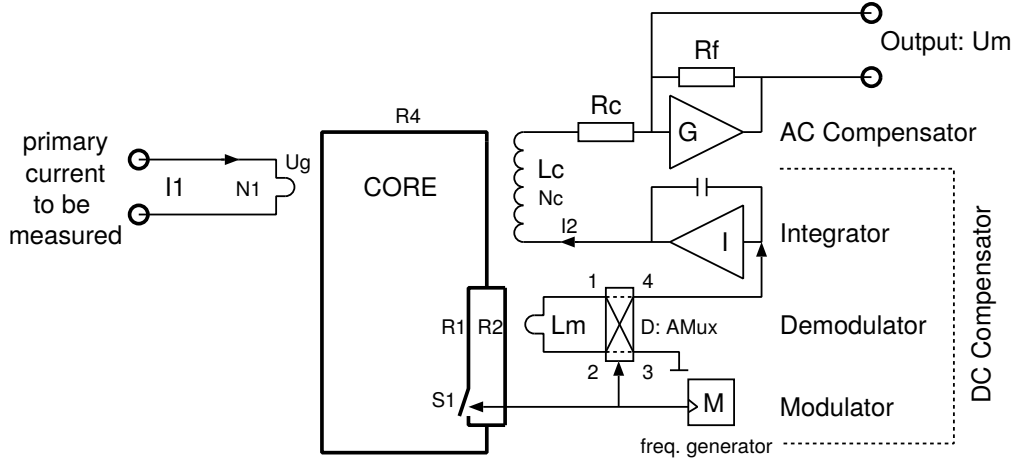 Output: Um
Rf
Rc
G
AC Compensator
R4
primary
current
to be
measured
I1
Ug
N1
CORE
Lc
Nc
I2
I
Integrator
DC Compensator
1
4
R1
R2
Lm
D: AMux
Demodulator
2
3
S1
M
Modulator
freq. generator